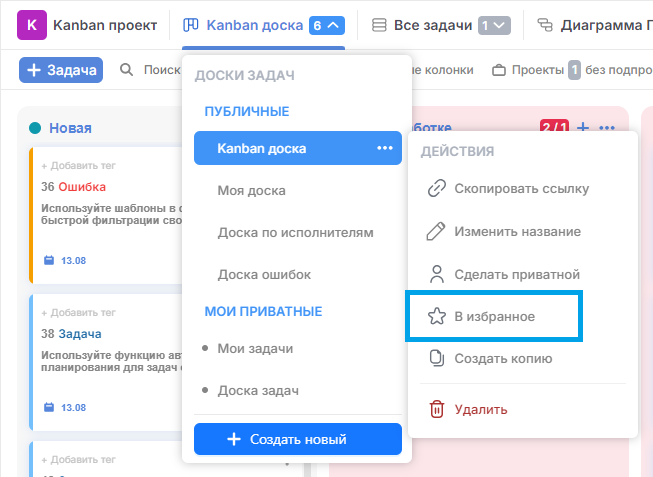 K Kanban проект Kanban доска 6 Все задачи 1 Диаграмма
+ Задача Поиск ые колонки Проекты 1 без подпро
ДОСКИ ЗАДАЧ
ПУБЛИЧНЫЕ
Kanban доска
Моя доска
Доска по исполнителям
Доска ошибок
МОИ ПРИВАТНЫЕ
Мои задачи
Доска задач
+ Создать новый
ДЕЙСТВИЯ
Скопировать ссылку
Изменить название
Сделать приватной
В избранное
Создать копию
Удалить
Новая
+ Добавить тег
36 Ошибка
Используйте шаблоны в
быстрой фильтрации
13.08
+ Добавить тег
38 Задача
Используйте функцию
планирования для задач
13.08
+ Добавить тег
ботке 2 / 1 +